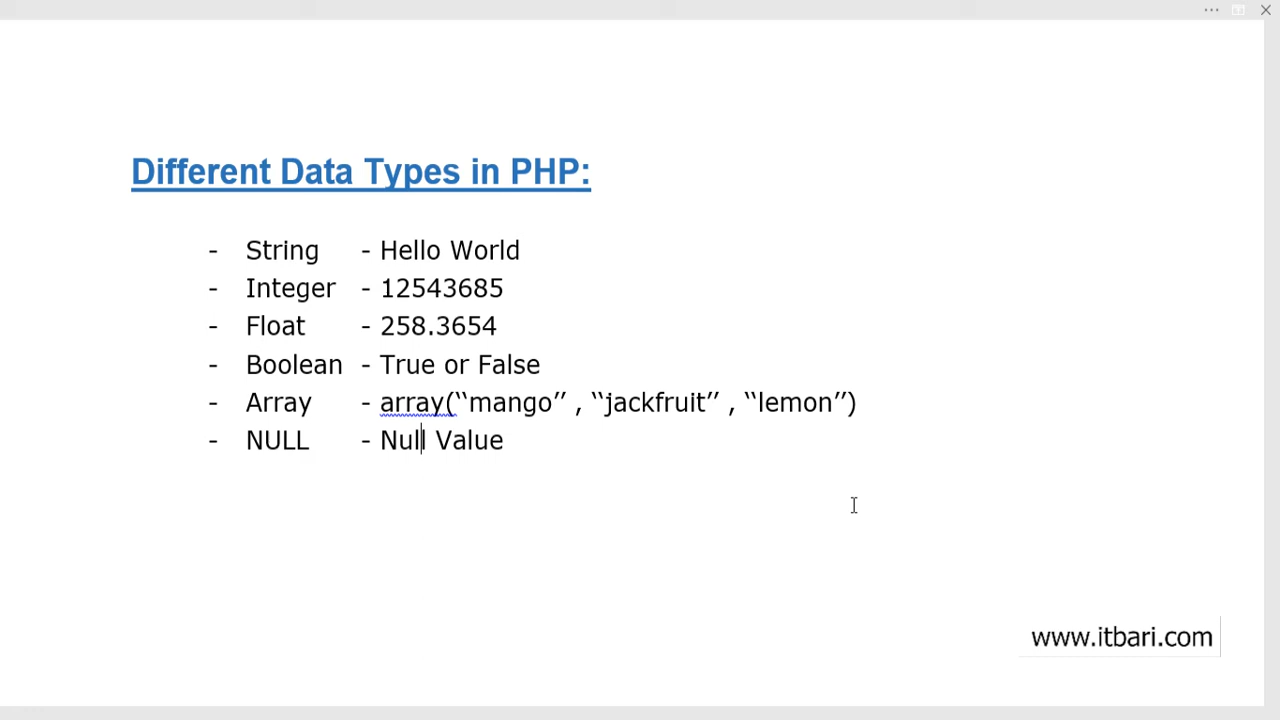 Different Data Types in PHP:
- String - Hello World
- Integer - 12543685
- Float - 258.3654
- Boolean - True or False
- Array - array(‘‘mango’’ , ‘‘jackfruit’’ , ‘‘lemon’’)
- NULL - Null Value
www.itbari.com